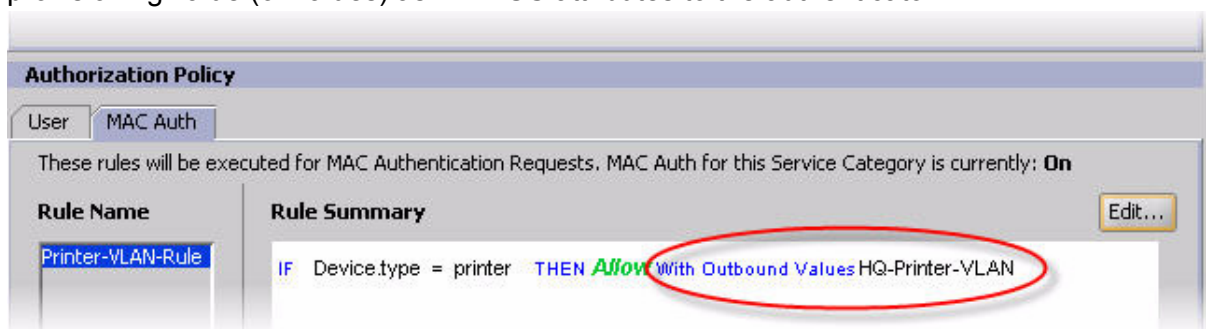 Authorization Policy
User MAC Auth
These rules will be executed for MAC Authentication Requests. MAC Auth for this Service Category is currently: On
Rule Name Rule Summary Edit...
Printer-VLAN-Rule IF Device.type = printer THEN Allow With Outbound Values HQ-Printer-VLAN